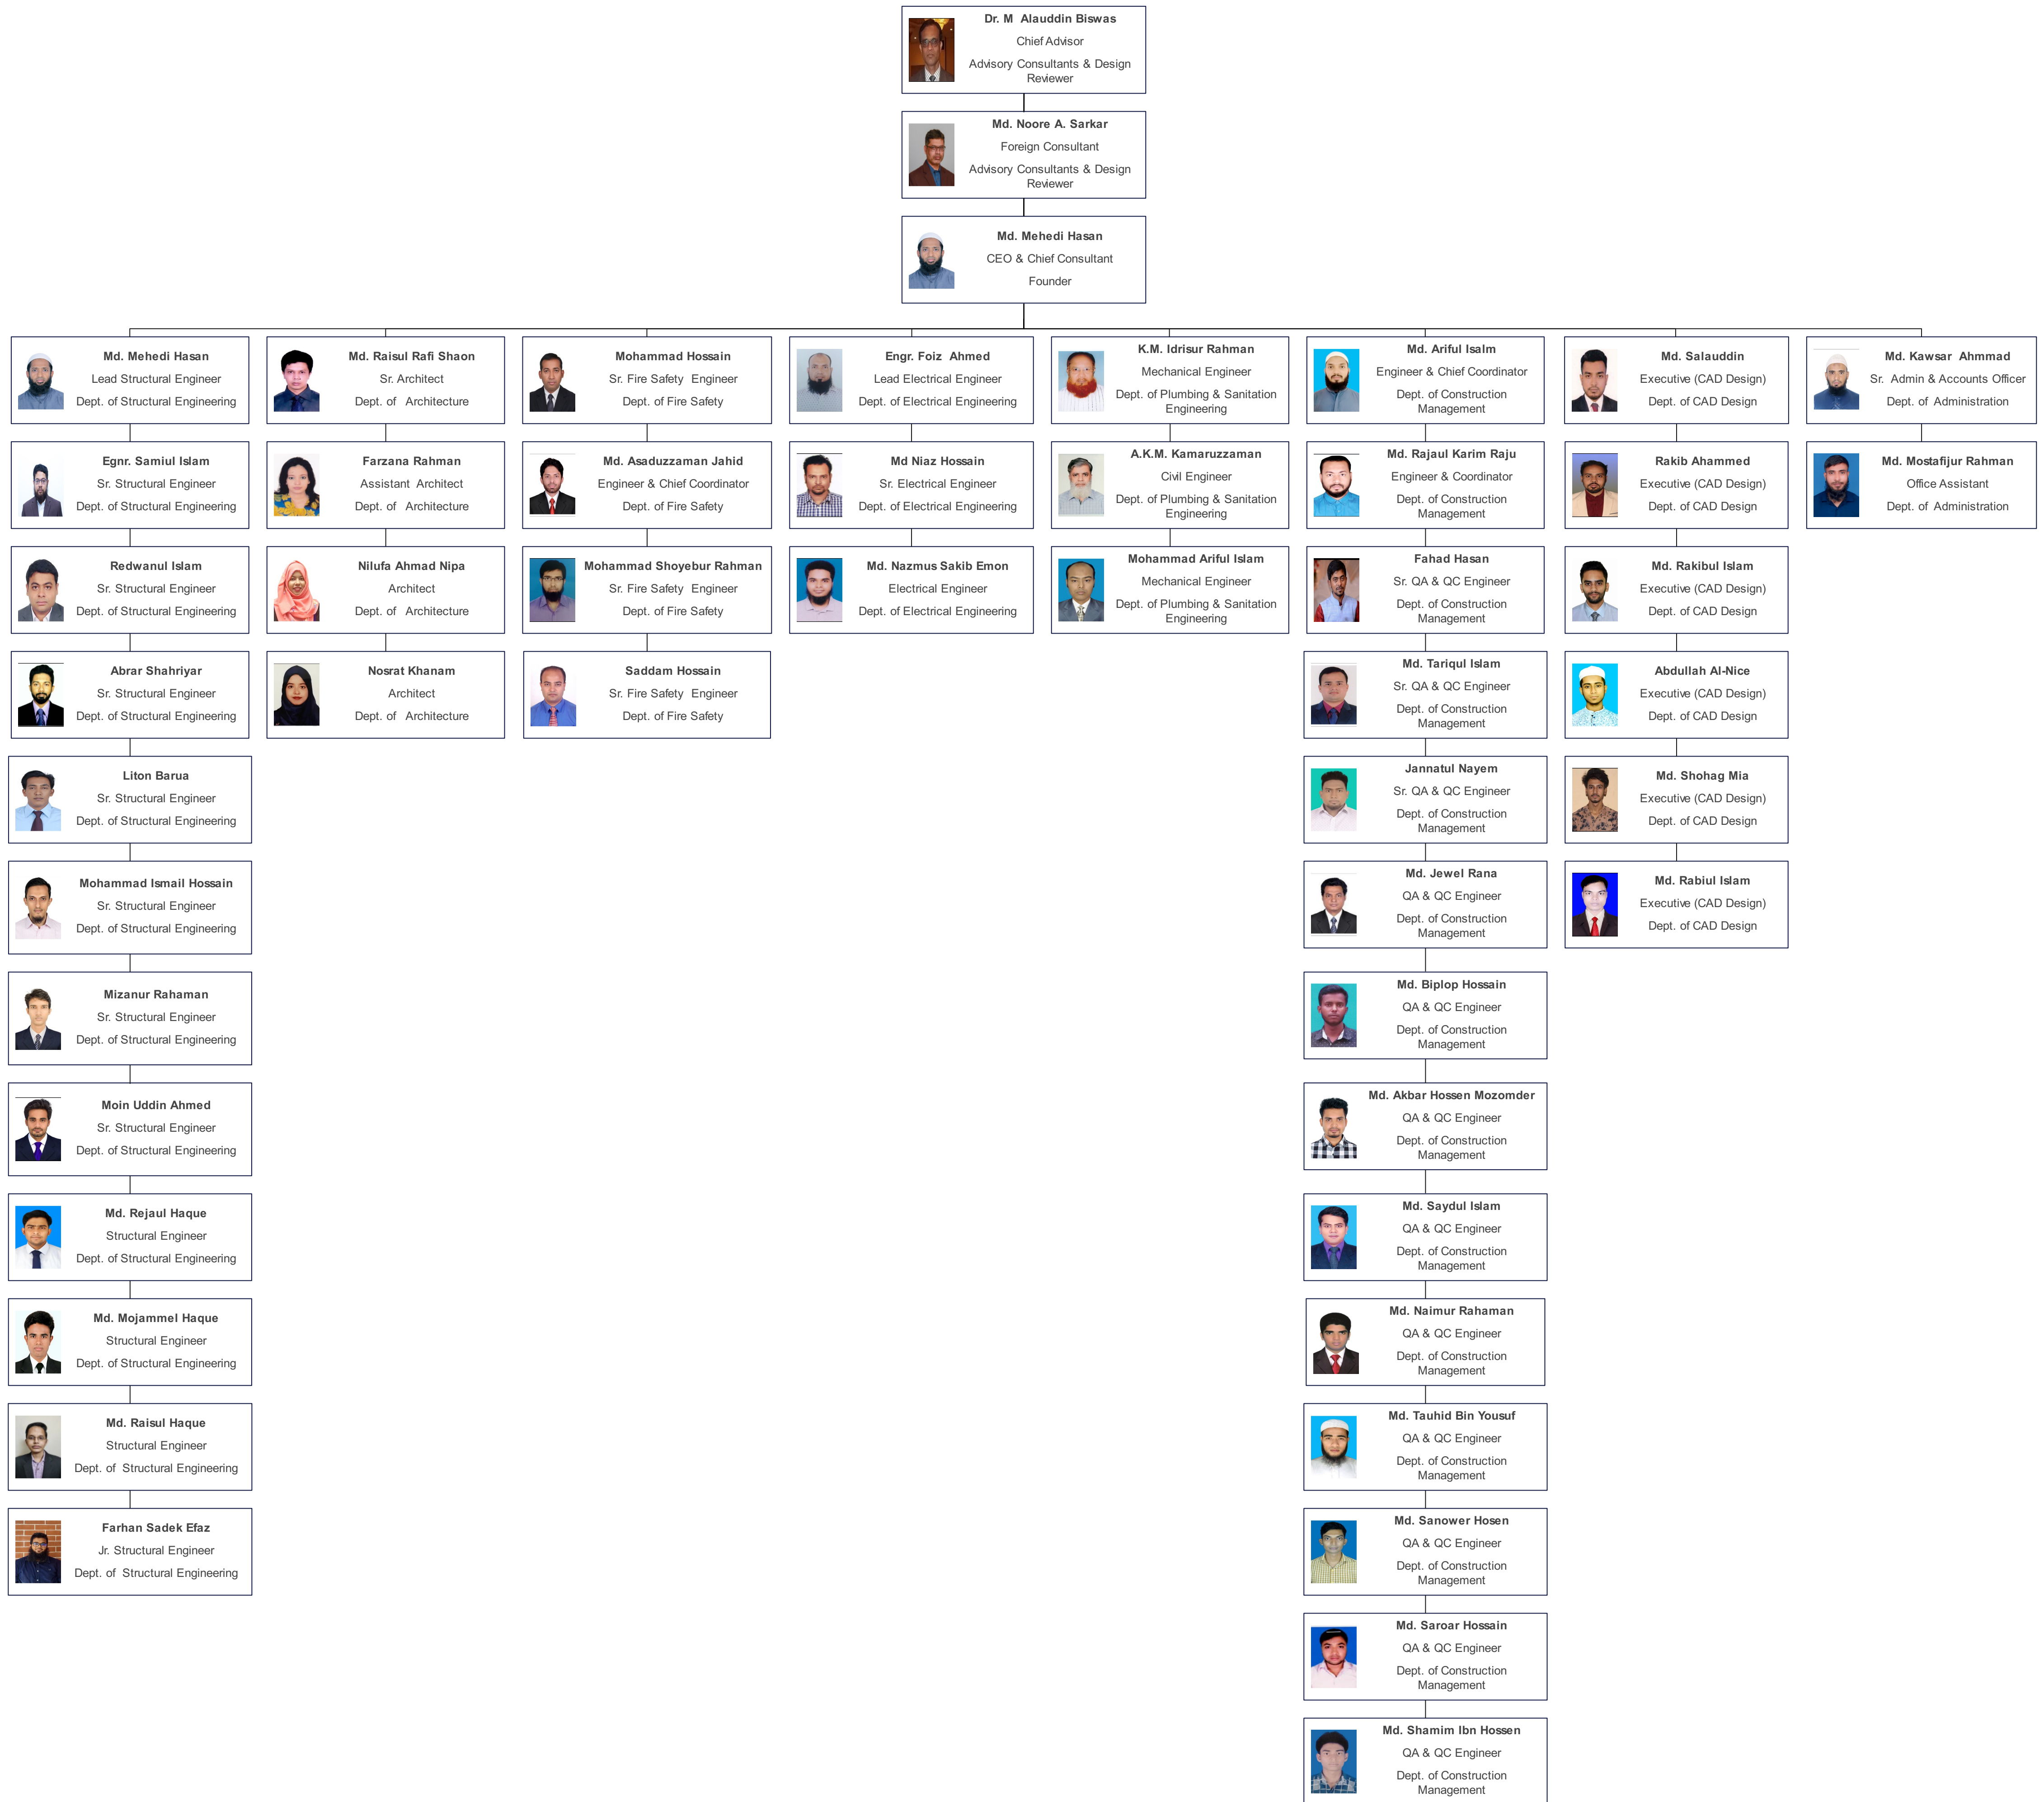 Dr. M  Alauddin Biswas
Chief Advisor
Advisory Consultants & Design
Reviewer
Md. Noore A. Sarkar
Foreign Consultant
Advisory Consultants & Design
Reviewer
Md. Mehedi Hasan
CEO & Chief Consultant
Founder
Md. Mehedi Hasan
Lead Structural Engineer
Dept. of Structural Engineering
Egnr. Samiul Islam
Sr. Structural Engineer
Dept. of Structural Engineering
Redwanul Islam
Sr. Structural Engineer
Dept. of Structural Engineering
Abrar Shahriyar
Sr. Structural Engineer
Dept. of Structural Engineering
Liton Barua
Sr. Structural Engineer
Dept. of Structural Engineering
Mohammad Ismail Hossain
Sr. Structural Engineer
Dept. of Structural Engineering
Mizanur Rahaman
Sr. Structural Engineer
Dept. of Structural Engineering
Moin Uddin Ahmed
Sr. Structural Engineer
Dept. of Structural Engineering
Md. Rejaul Haque
Structural Engineer
Dept. of Structural Engineering
Md. Mojammel Haque
Structural Engineer
Dept. of Structural Engineering
Md. Raisul Haque
Structural Engineer
Dept. of  Structural Engineering
Farhan Sadek Efaz
Jr. Structural Engineer
Dept. of  Structural Engineering
Md. Raisul Rafi Shaon
Sr. Architect
Dept. of  Architecture
Farzana Rahman
Assistant  Architect
Dept. of  Architecture
Nilufa Ahmad Nipa
Architect
Dept. of  Architecture
Nosrat Khanam
Architect
Dept. of  Architecture
Mohammad Hossain
Sr. Fire Safety  Engineer
Dept. of Fire Safety
Md. Asaduzzaman Jahid
Engineer & Chief Coordinator
Dept. of Fire Safety
Mohammad Shoyebur Rahman
Sr. Fire Safety  Engineer
Dept. of Fire Safety
Saddam Hossain
Sr. Fire Safety  Engineer
Dept. of Fire Safety
Engr. Foiz  Ahmed
Lead Electrical Engineer
Dept. of Electrical Engineering
Md Niaz Hossain
Sr. Electrical Engineer
Dept. of Electrical Engineering
Md. Nazmus Sakib Emon
Electrical Engineer
Dept. of Electrical Engineering
K.M. Idrisur Rahman
Mechanical Engineer
Dept. of Plumbing & Sanitation
Engineering
A.K.M. Kamaruzzaman
Civil Engineer
Dept. of Plumbing & Sanitation
Engineering
Mohammad Ariful Islam
Mechanical Engineer
Dept. of Plumbing & Sanitation
Engineering
Md. Ariful Isalm
Engineer & Chief Coordinator
Dept. of Construction
Management
Md. Rajaul Karim Raju
Engineer & Coordinator
Dept. of Construction
Management
Fahad Hasan
Sr. QA & QC Engineer
Dept. of Construction
Management
Md. Tariqul Islam
Sr. QA & QC Engineer
Dept. of Construction
Management
Jannatul Nayem
Sr. QA & QC Engineer
Dept. of Construction
Management
Md. Jewel Rana
QA & QC Engineer
Dept. of Construction
Management
Md. Biplop Hossain
QA & QC Engineer
Dept. of Construction
Management
Md. Akbar Hossen Mozomder
QA & QC Engineer
Dept. of Construction
Management
Md. Saydul Islam
QA & QC Engineer
Dept. of Construction
Management
Md. Naimur Rahaman
QA & QC Engineer
Dept. of Construction
Management
Md. Tauhid Bin Yousuf
QA & QC Engineer
Dept. of Construction
Management
Md. Sanower Hosen
QA & QC Engineer
Dept. of Construction
Management
Md. Saroar Hossain
QA & QC Engineer
Dept. of Construction
Management
Md. Shamim Ibn Hossen
QA & QC Engineer
Dept. of Construction
Management
Md. Salauddin
Executive (CAD Design)
Dept. of CAD Design
Rakib Ahammed
Executive (CAD Design)
Dept. of CAD Design
Md. Rakibul Islam
Executive (CAD Design)
Dept. of CAD Design
Abdullah Al-Nice
Executive (CAD Design)
Dept. of CAD Design
Md. Shohag Mia
Executive (CAD Design)
Dept. of CAD Design
Md. Rabiul Islam
Executive (CAD Design)
Dept. of CAD Design
Md. Kawsar  Ahmmad
Sr.  Admin & Accounts Officer
Dept. of  Administration
Md. Mostafijur Rahman
Office Assistant
Dept. of  Administration